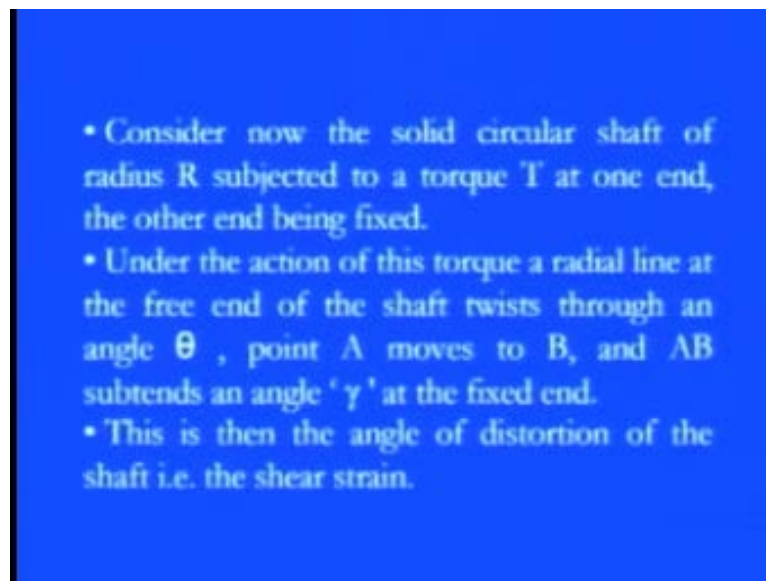 • Consider now the solid circular shaft of
radius R subjected to a torque T at one end,
the other end being fixed.
• Under the action of this torque a radial line at
the free end of the shaft twists through an
angle θ , point A moves to B, and AB
subtends an angle ‘ γ ' at the fixed end.
• This is then the angle of distortion of the
shaft i.e. the shear strain.